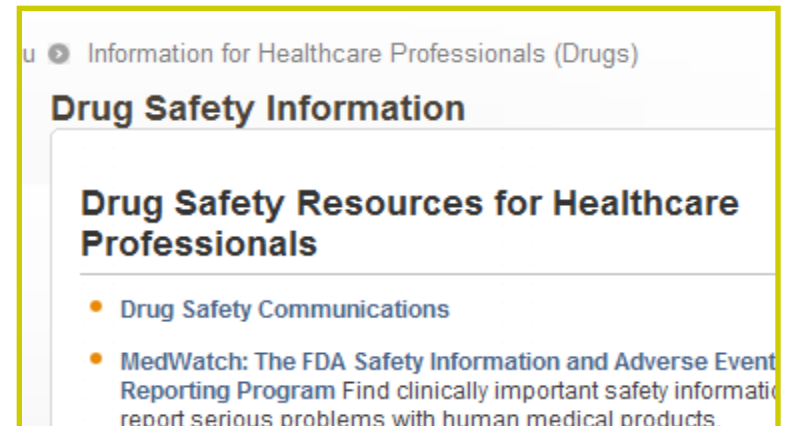 u Information for Healthcare Professionals (Drugs)
Drug Safety Information
Drug Safety Resources for Healthcare
Professionals
Drug Safety Communications
MedWatch: The FDA Safety Information and Adverse Event
Reporting Program Find clinically important safety informatio
report serious problems with human medical products.